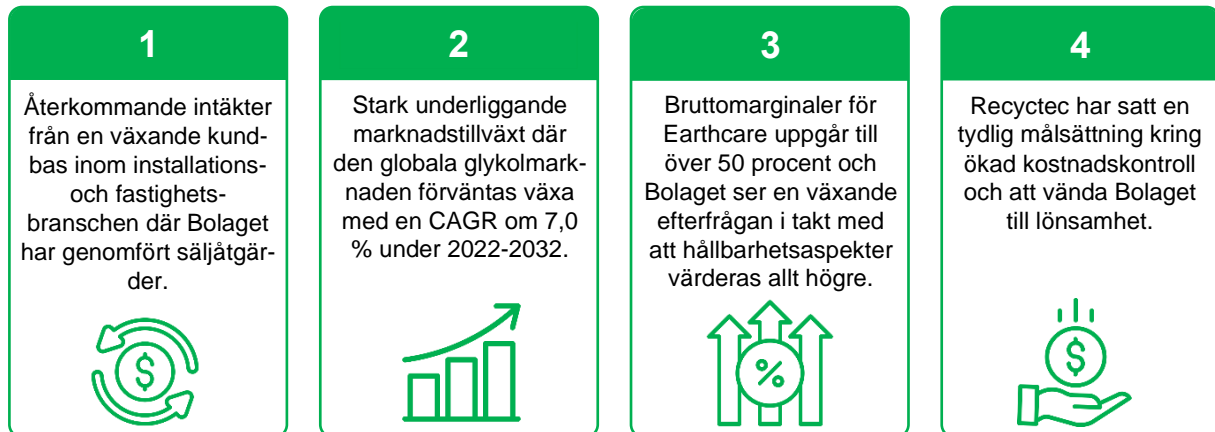 1
Återkommande intäkter
från en växande kund-
bas inom installations-
och fastighets-
branschen där Bolaget
har genomfört säljåtgär-
der.
$
2
Stark underliggande
marknadstillväxt där
den globala glykolmark-
naden förväntas växa
med en CAGR om 7,0
% under 2022-2032.
3
Bruttomarginaler för
Earthcare uppgår till
över 50 procent och
Bolaget ser en växande
efterfrågan i takt med
att hållbarhetsaspekter
värderas allt högre.
%
4
Recyctec har satt en
tydlig målsättning kring
ökad kostnadskontroll
och att vända Bolaget
till lönsamhet.
$